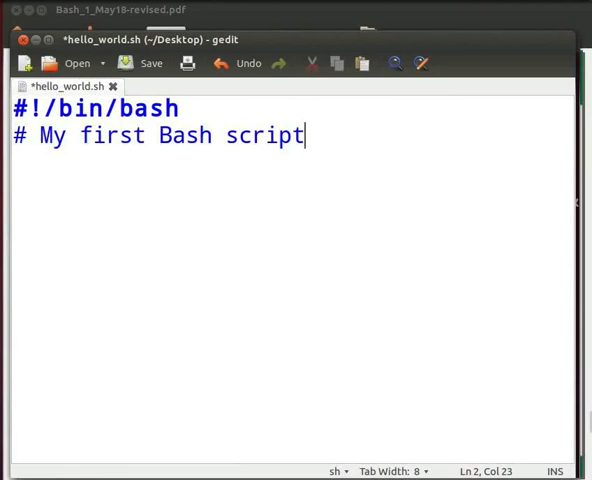 Bash_1_May18-revised.pdf
*hello_world.sh (~/Desktop) - gedit
Open Save Undo
*hello_world.sh
#!/bin/bash
# My first Bash script
sh Tab Width: 8 Ln 2, Col 23 INS